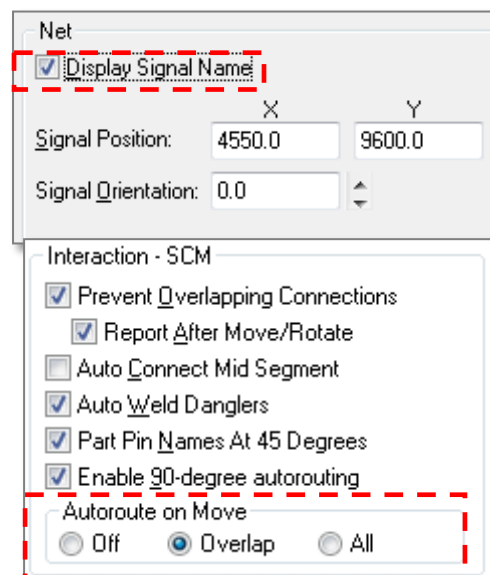 Net
Display Signal Name
X Y
Signal Position: 4550.0 9600.0
Signal Orientation: 0.0
Interaction - SCM
Prevent Overlapping Connections
Report After Move/Rotate
Auto Connect Mid Segment
Auto Weld Danglers
Part Pin Names At 45 Degrees
Enable 90-degree autorouting
Autoroute on Move
Off Overlap All